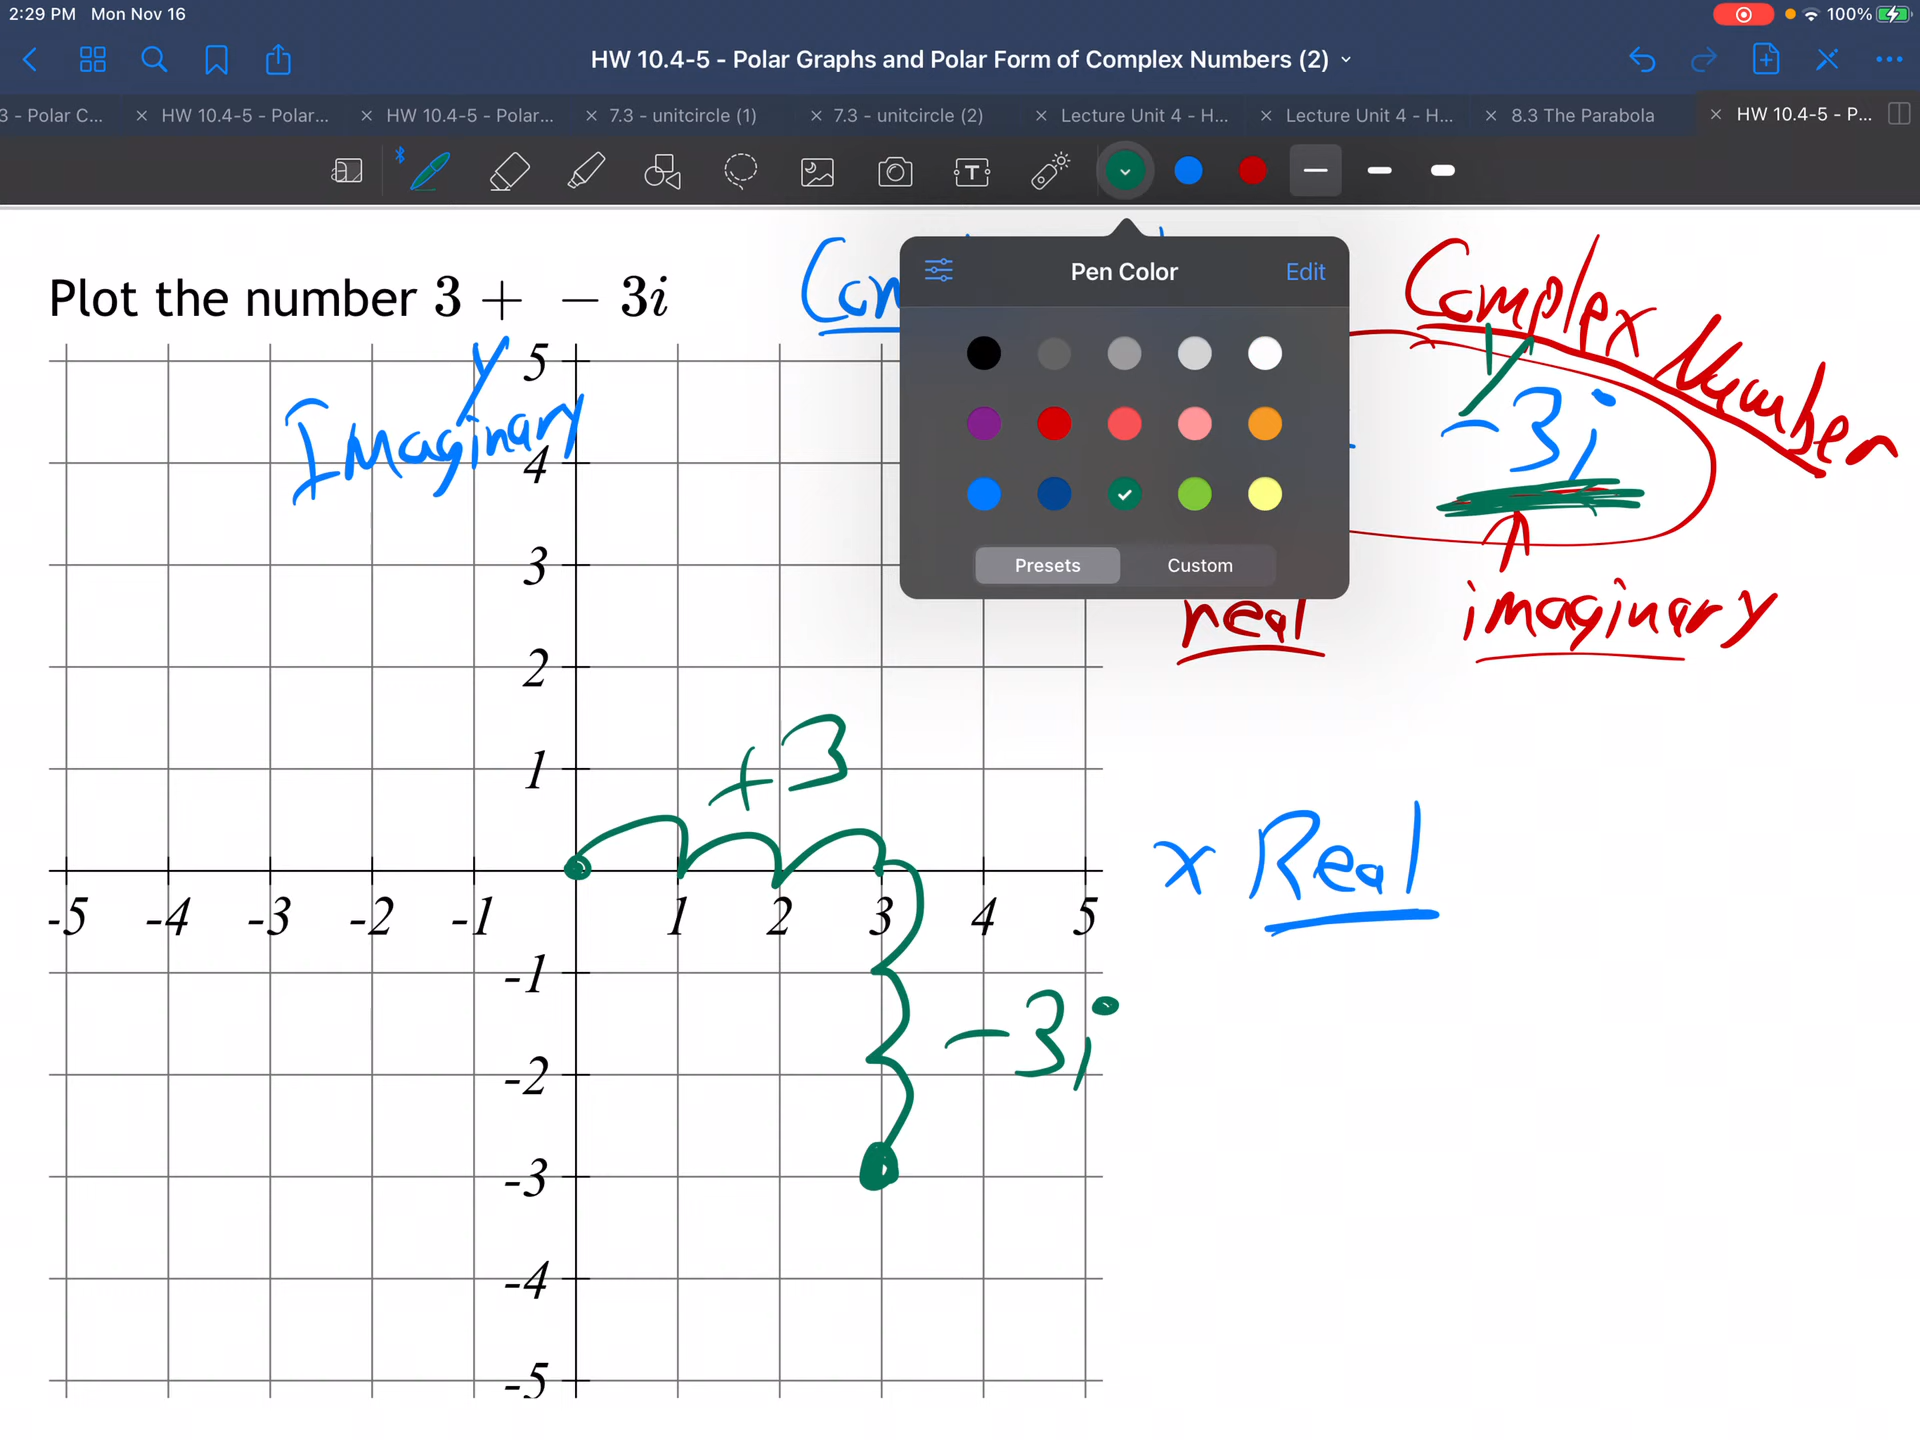 2:29 PM Mon Nov 16
100%
HW 10.4-5 - Polar Graphs and Polar Form of Complex Numbers (2)
3 - Polar C...
HW 10.4-5 - Polar...
HW 10.4-5 - Polar...
7.3 - unitcircle (1)
7.3 - unitcircle (2)
Lecture Unit 4 - H...
Lecture Unit 4 - H...
8.3 The Parabola
HW 10.4-5 - P...
Pen Color
Edit
Presets
Custom
Plot the number 3 + − 3i
Complex Number
-3i
real
imaginary
y
Imaginary
5
4
3
2
1
+3
x Real
-5 -4 -3 -2 -1 1 2 3 4 5
-1
-3i
-2
-3
-4
-5